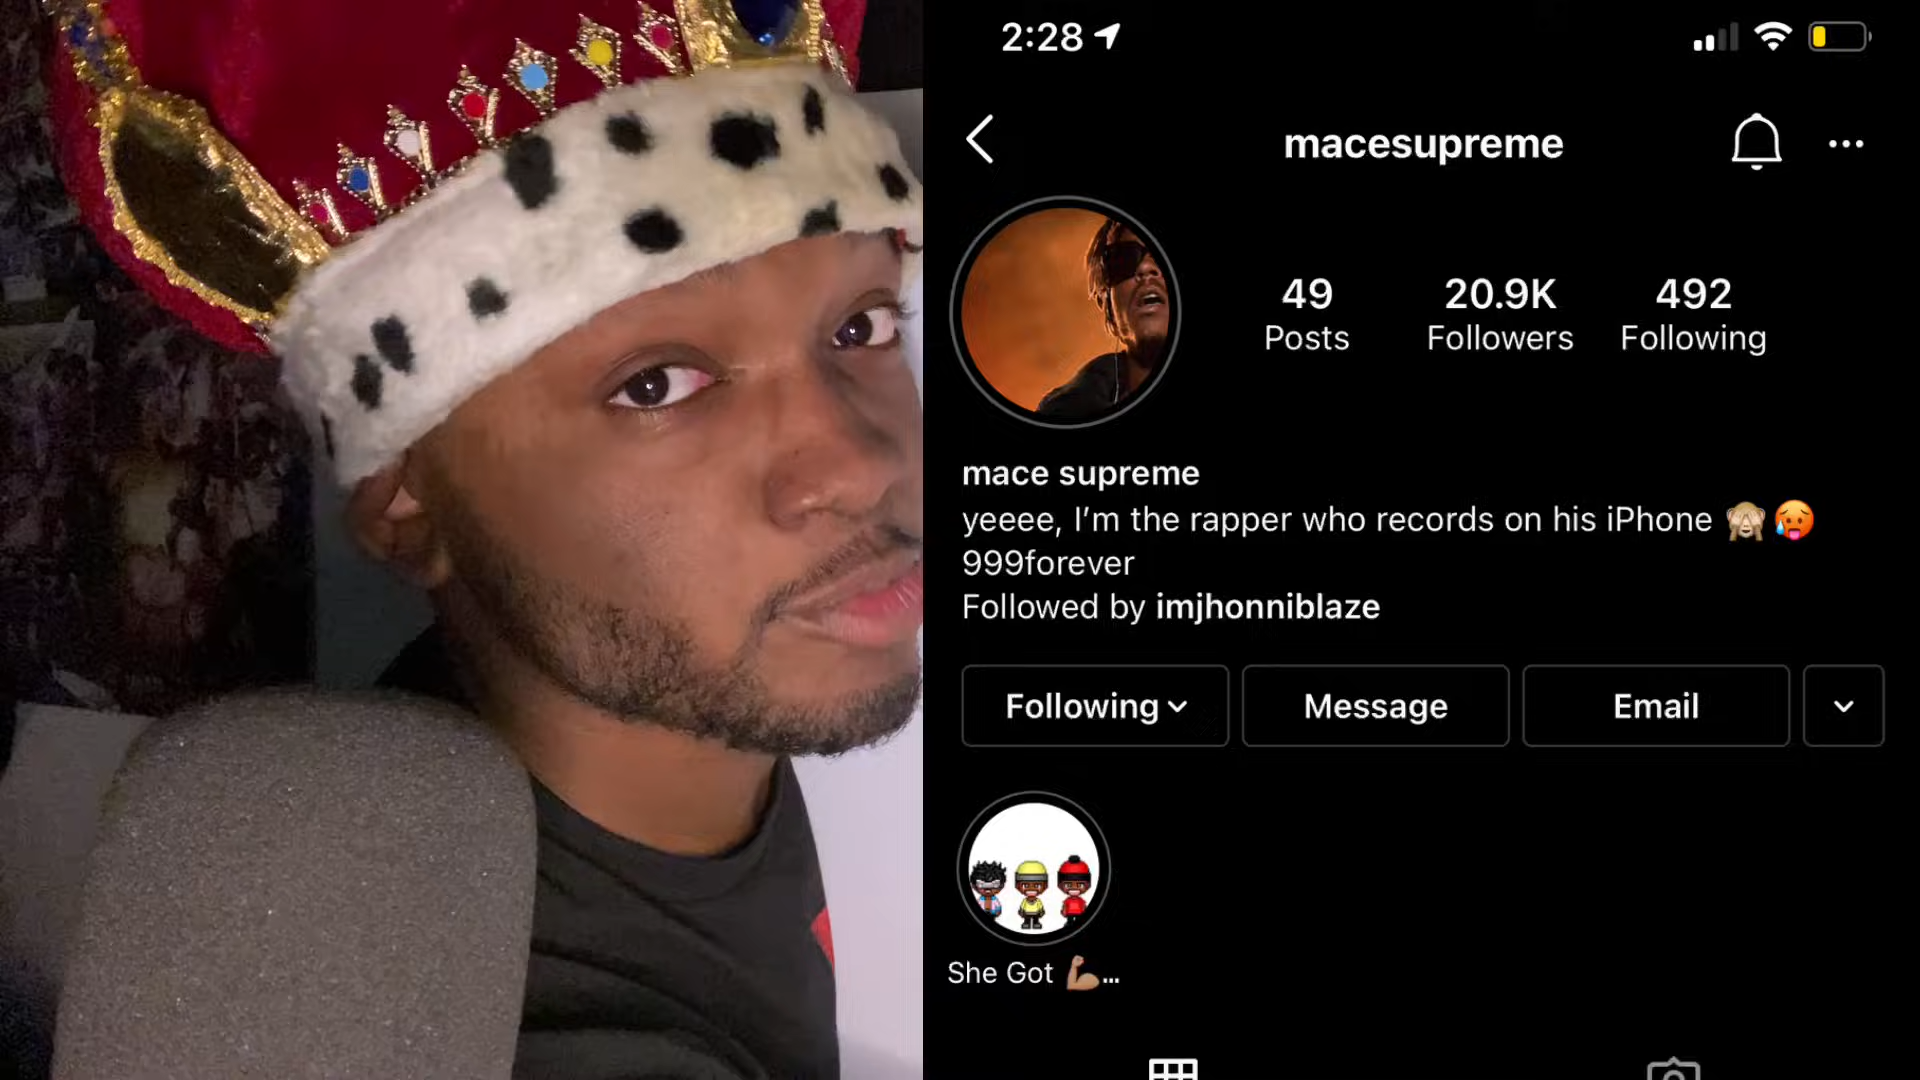 2:28
macesupreme
49
20.9K
492
Posts
Followers
Following
mace supreme
yeeee, I’m the rapper who records on his iPhone 🙈🥵
999forever
Followed by imjhonniblaze
Following
Message
Email
She Got 💪🏽...